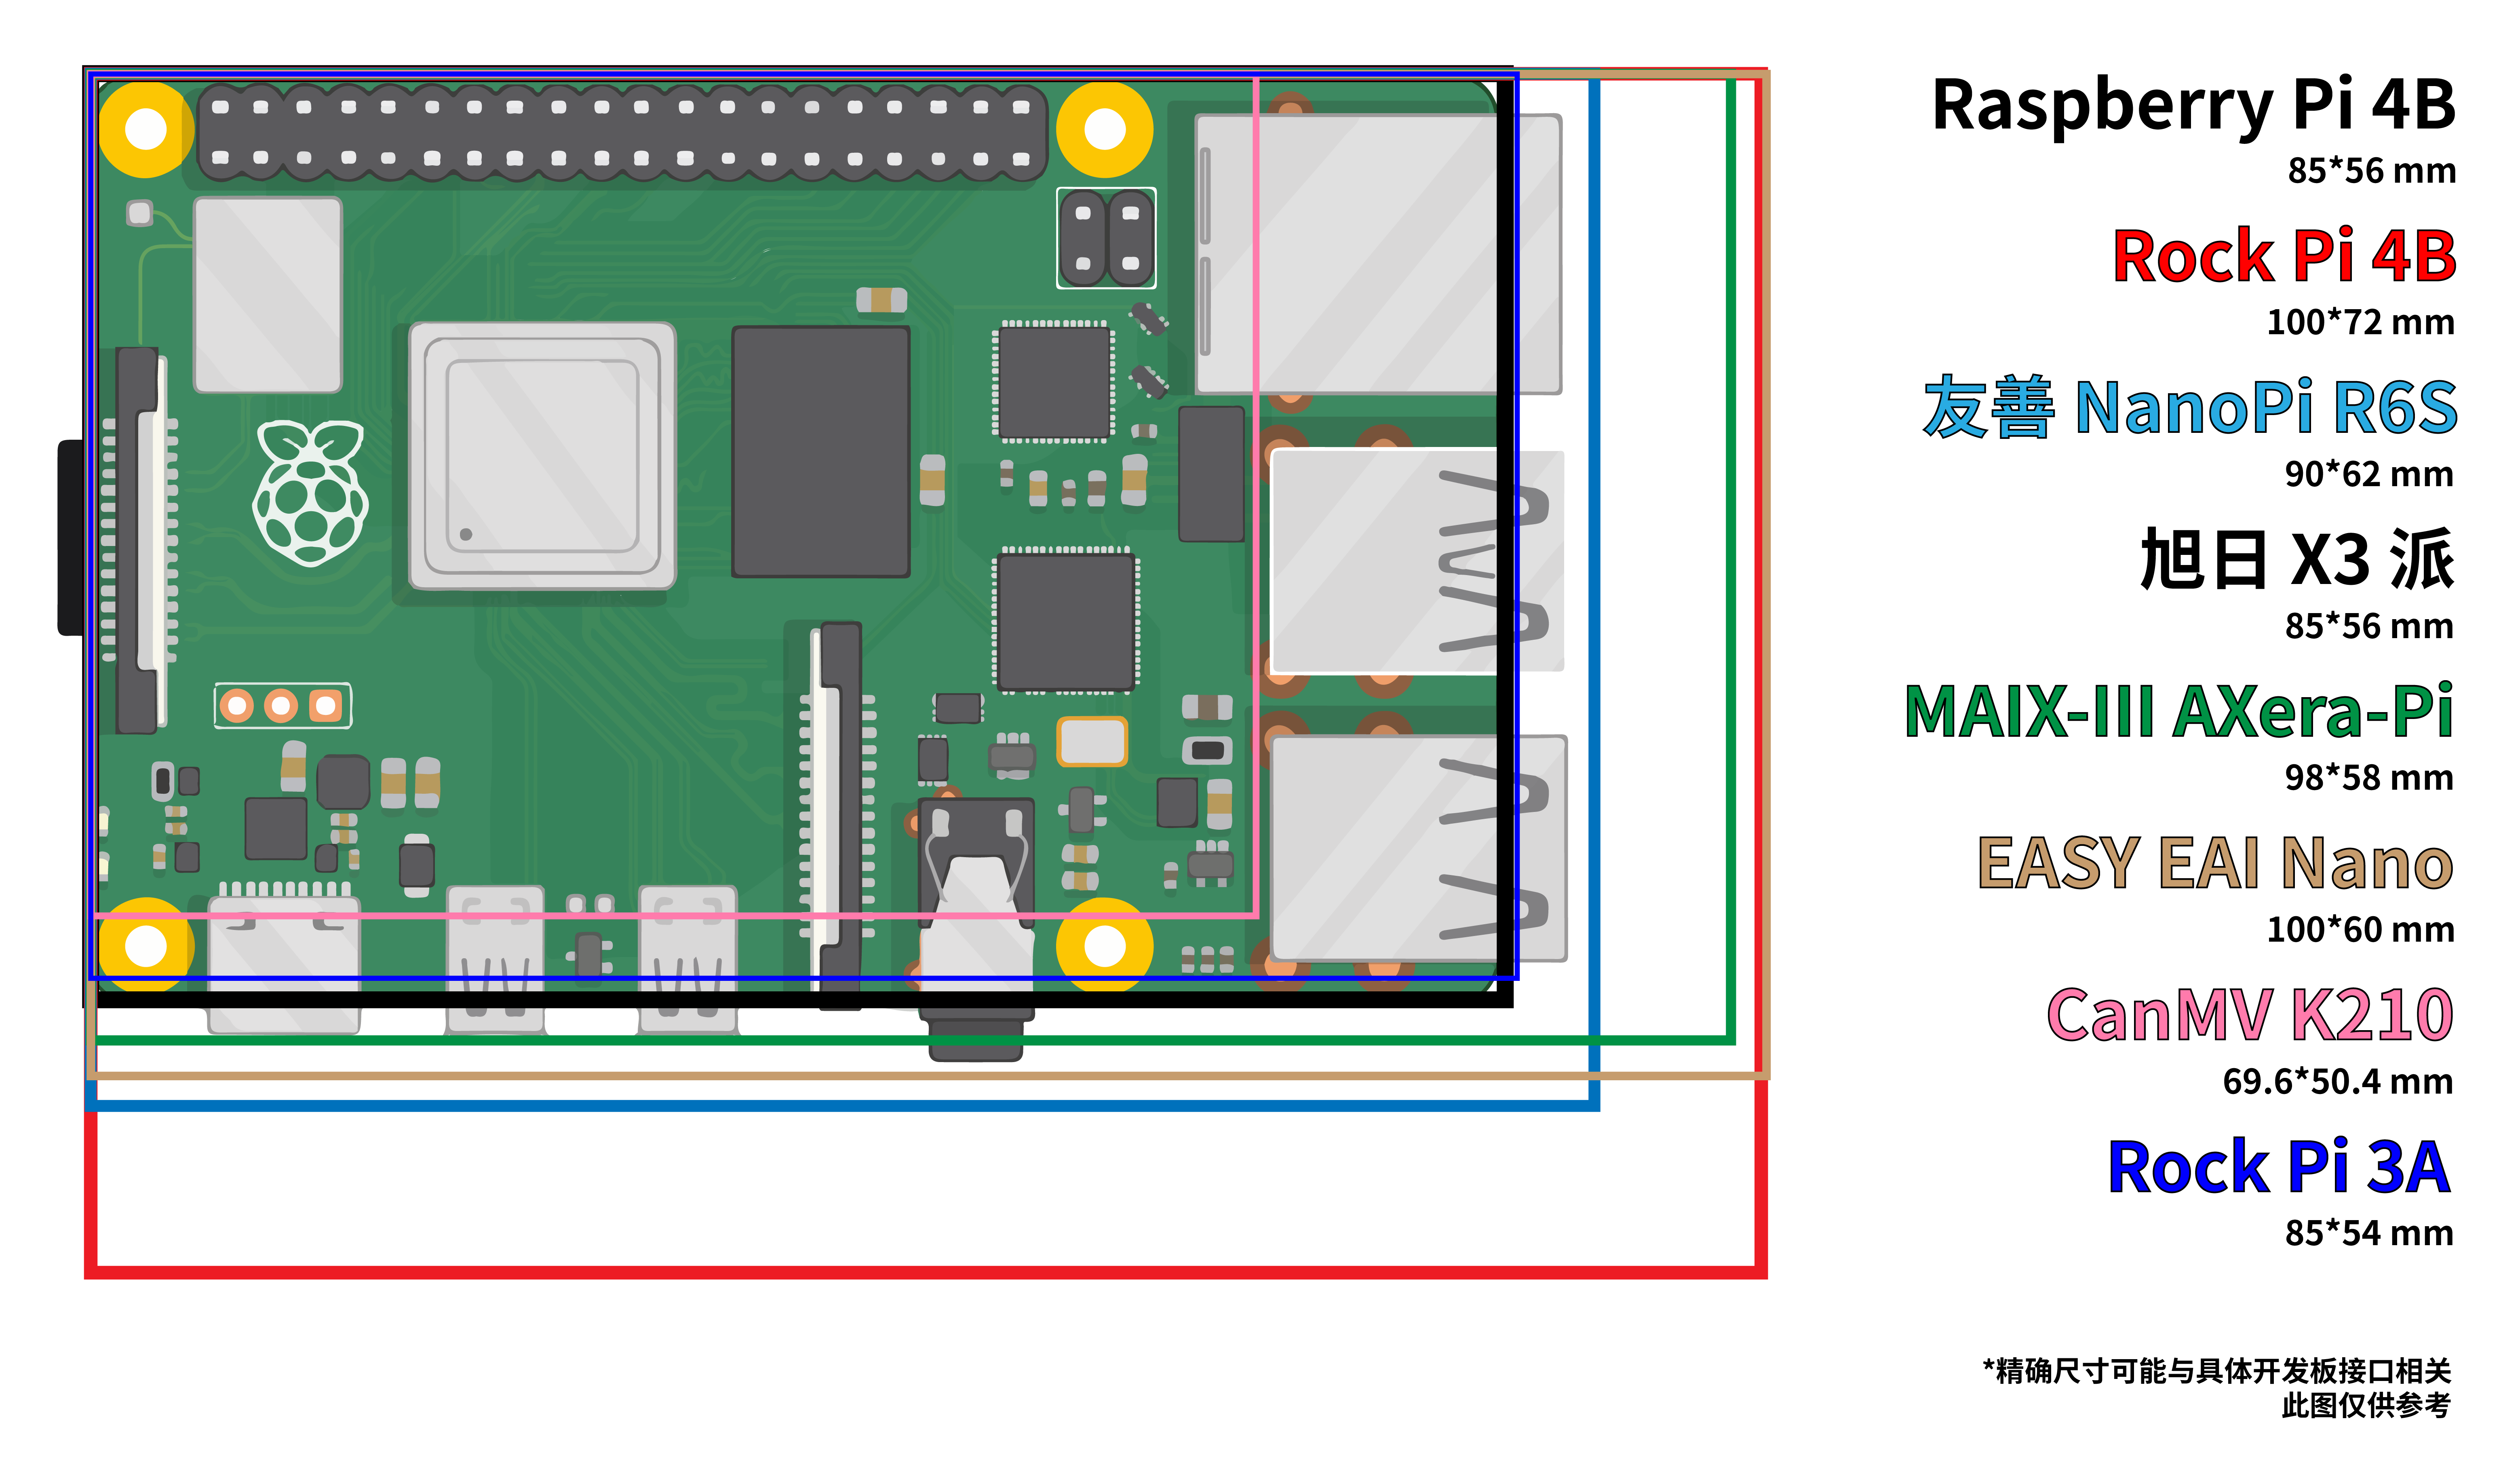 Raspberry Pi 4B
85*56 mm
Rock Pi 4B
100*72 mm
友善 NanoPi R6S
90*62 mm
旭日 X3 派
85*56 mm
MAIX-III AXera-Pi
98*58 mm
EASY EAI Nano
100*60 mm
CanMV K210
69.6*50.4 mm
Rock Pi 3A
85*54 mm
*精确尺寸可能与具体开发板接口相关
此图仅供参考